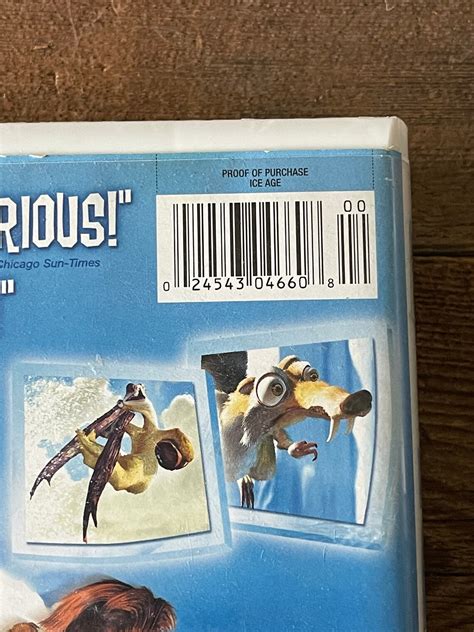 PROOF OF PURCHASE
ICE AGE
RIOUS!"
Chicago Sun-Times
"
00
0 24543 04660 8